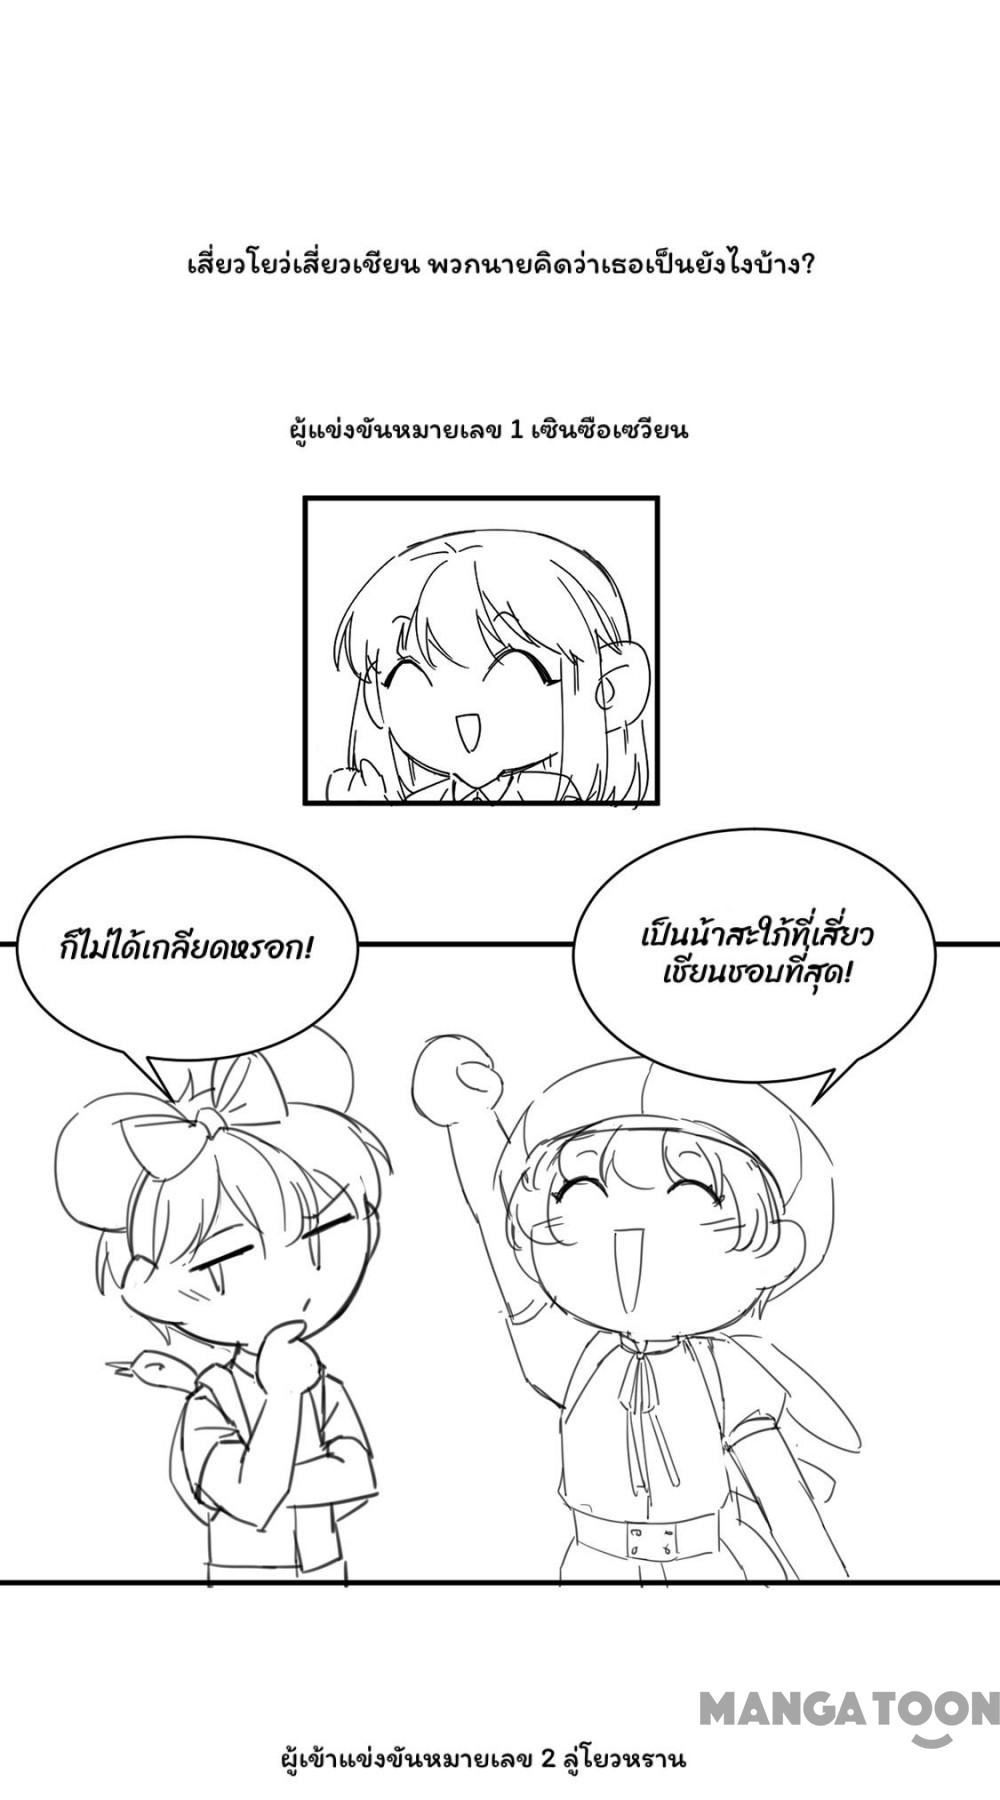 เสี่ยวโยว่เสี่ยวเชียน พวกนายคิดว่าเธอเป็นยังไงบ้าง?
ผู้แข่งขันหมายเลข 1 เซินซือเซวียน
ก็ไม่ได้เกลียดหรอก!
เป็นน้าสะใภ้ที่เสี่ยว
เชียนชอบที่สุด!
MANGATOON
ผู้เข้าแข่งขันหมายเลข 2 ลู่โยวหราน